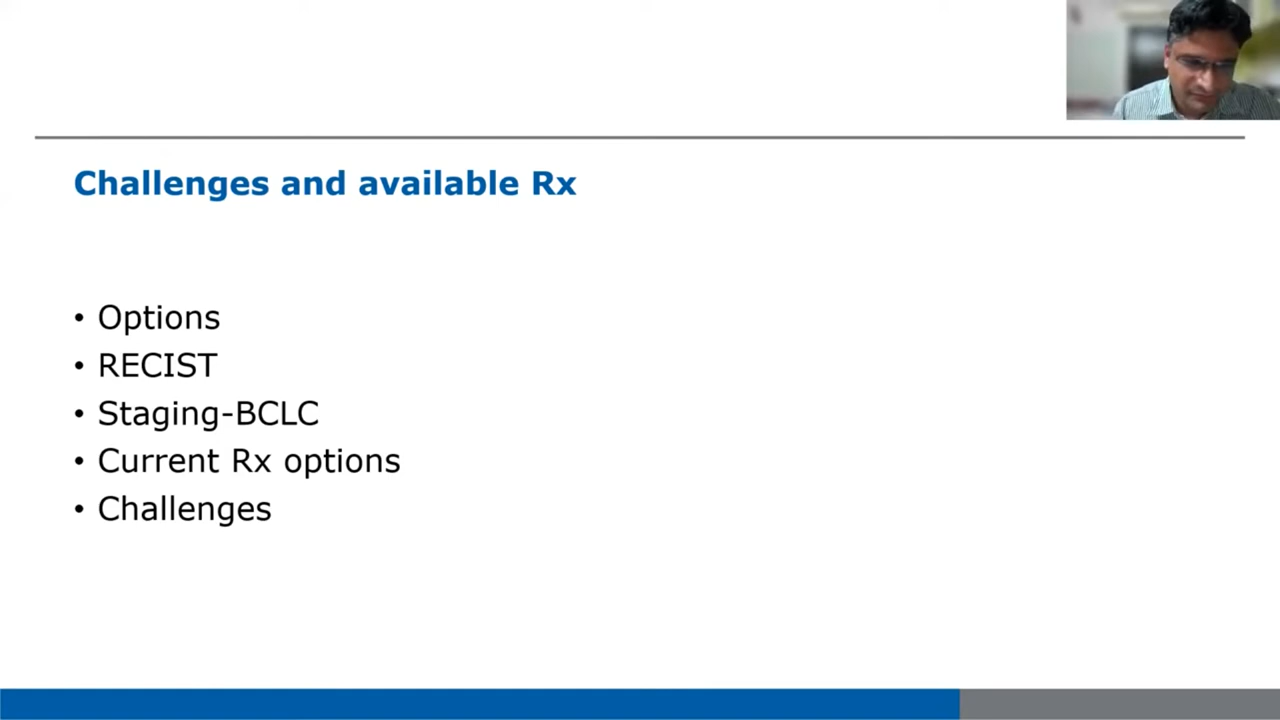 Challenges and available Rx
• Options
• RECIST
• Staging-BCLC
• Current Rx options
• Challenges